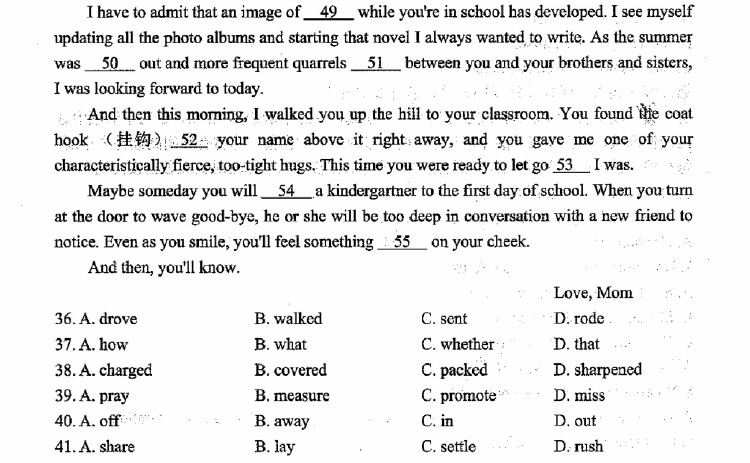 I have to admit that an image of 49 while you're in school has developed. I see myself
updating all the photo albums and starting that novel I always wanted to write. As the summer
was 50 out and more frequent quarrels 51 between you and your brothers and sisters,
I was looking forward to today.
And then this morning, I walked you up the hill to your classroom. You found the coat
hook （挂钩） 52 your name above it right away, and you gave me one of your
characteristically fierce, too-tight hugs. This time you were ready to let go 53 I was.
Maybe someday you will 54 a kindergartner to the first day of school. When you turn
at the door to wave good-bye, he or she will be too deep in conversation with a new friend to
notice. Even as you smile, you'll feel something 55 on your cheek.
And then, you'll know.
Love, Mom
36. A. drove B. walked C. sent D. rode
37. A. how B. what C. whether D. that
38. A. charged B. covered C. packed D. sharpened
39. A. pray B. measure C. promote D. miss
40. A. off B. away C. in D. out
41. A. share B. lay C. settle D. rush